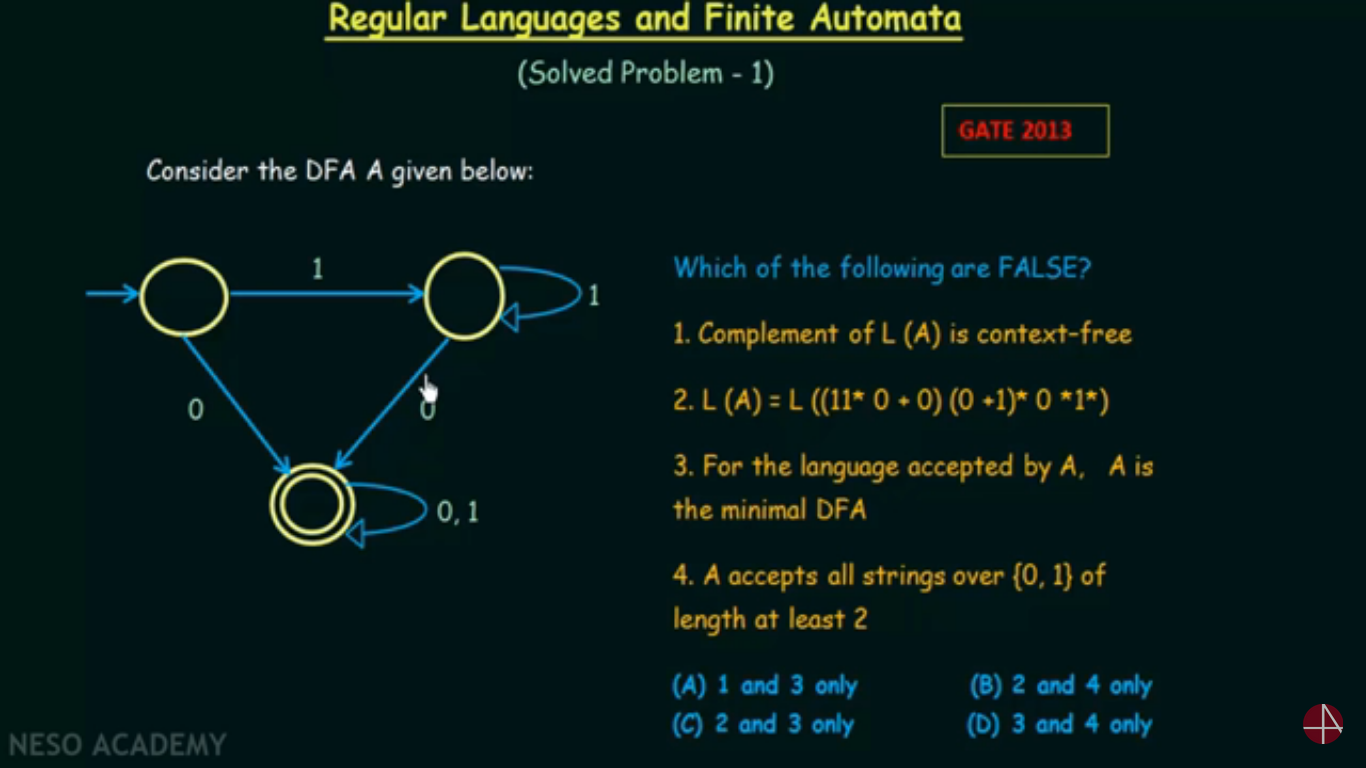 Regular Languages and Finite Automata
(Solved Problem - 1)
GATE 2013
Consider the DFA A given below:
1
1
0
0
0, 1
Which of the following are FALSE?
1. Complement of L (A) is context-free
2. L (A) = L ((11* 0 + 0) (0 +1)* 0 *1*)
3. For the language accepted by A, A is
the minimal DFA
4. A accepts all strings over {0, 1} of
length at least 2
(A) 1 and 3 only
(B) 2 and 4 only
(C) 2 and 3 only
(D) 3 and 4 only
NESO ACADEMY